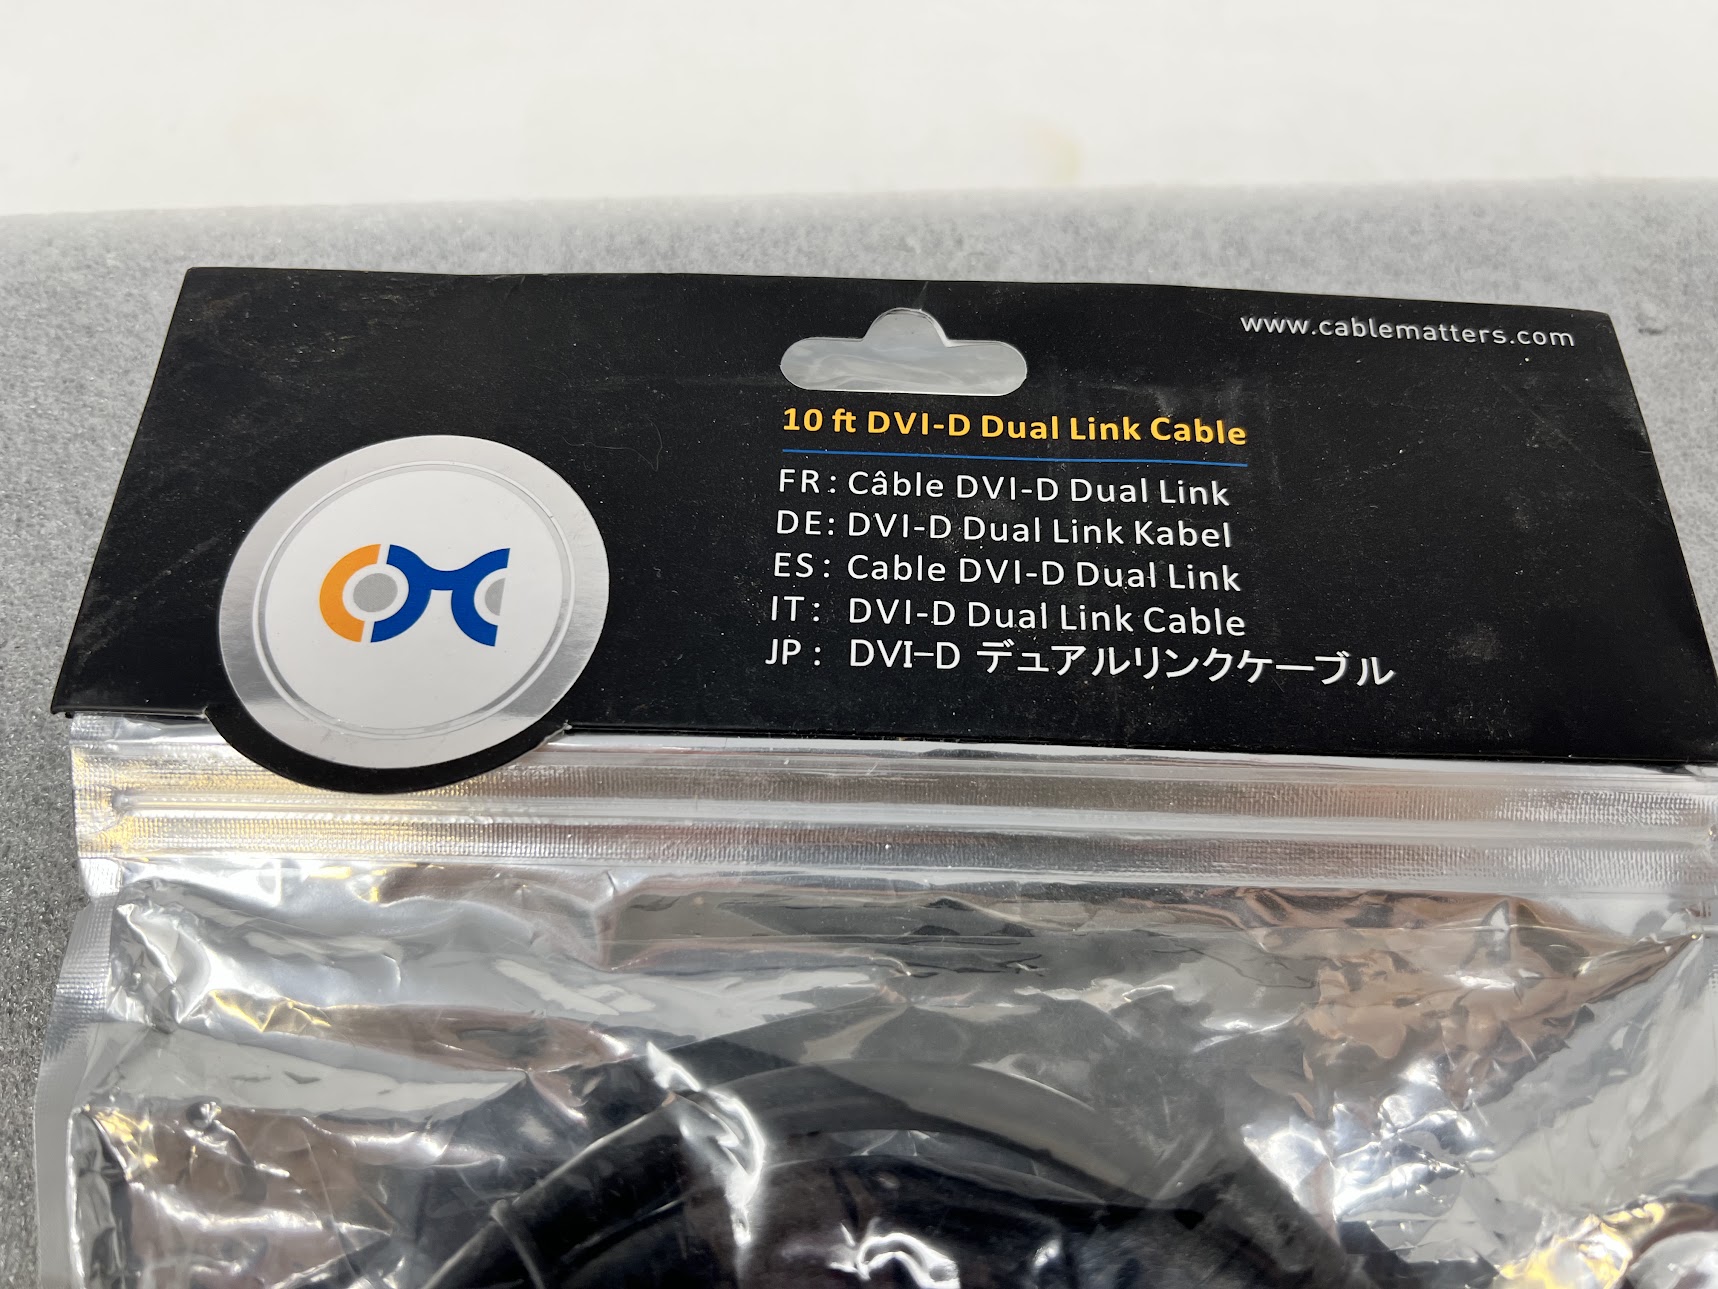 www.cablematters.com
10 ft DVI-D Dual Link Cable
FR: Câble DVI-D Dual Link
DE: DVI-D Dual Link Kabel
ES: Cable DVI-D Dual Link
IT: DVI-D Dual Link Cable
JP: DVI-D デュアルリンクケーブル